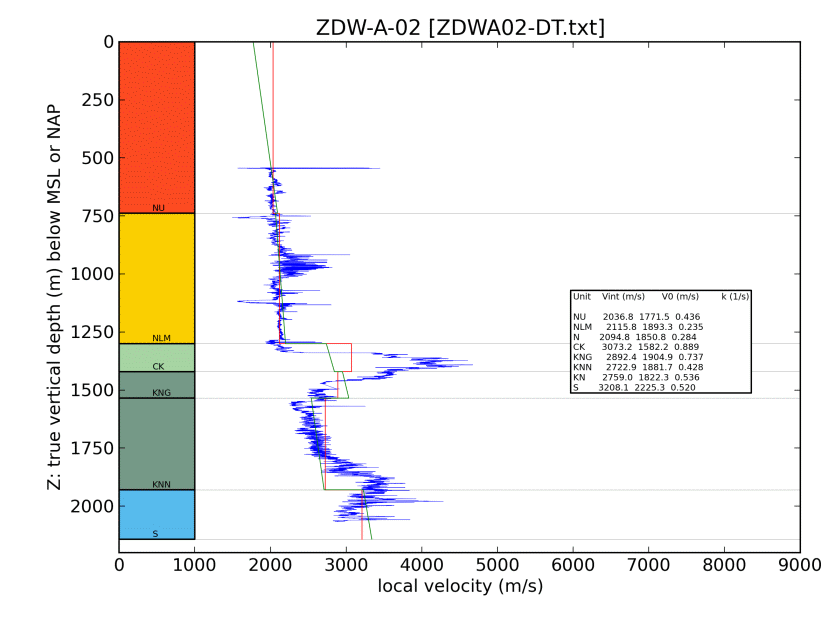 ZDW-A-02 [ZDWA02-DT.txt]
Z: true vertical depth (m) below MSL or NAP
0
250
500
750
1000
1250
1500
1750
2000
NU
NLM
CK
KNG
KNN
S
Unit Vint (m/s) V0 (m/s) k (1/s)
NU 2036.8 1771.5 0.436
NLM 2115.8 1893.3 0.235
N 2094.8 1850.8 0.284
CK 3073.2 1582.2 0.889
KNG 2892.4 1904.9 0.737
KNN 2722.9 1881.7 0.428
KN 2759.0 1822.3 0.536
S 3208.1 2225.3 0.520
0 1000 2000 3000 4000 5000 6000 7000 8000 9000
local velocity (m/s)